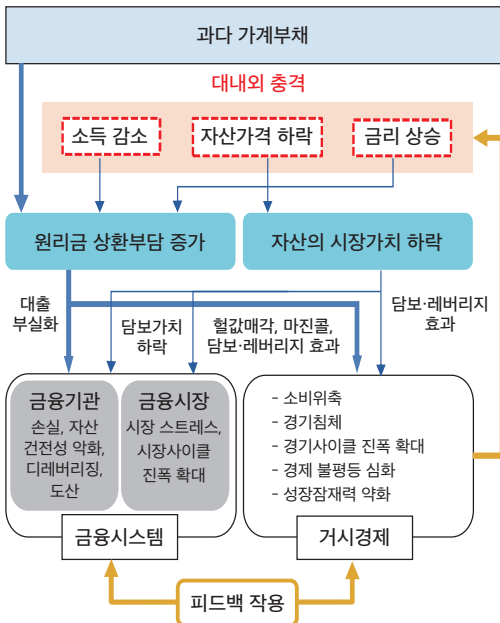 과다 가계부채
대내외 충격
소득 감소
자산가격 하락
금리 상승
원리금 상환부담 증가
자산의 시장가치 하락
대출
부실화
담보가치
하락
헐값매각, 마진콜,
담보·레버리지 효과
담보·레버리지
효과
금융기관
손실, 자산
건전성 악화,
디레버리징,
도산
금융시장
시장 스트레스,
시장사이클
진폭 확대
- 소비위축
- 경기침체
- 경기사이클 진폭 확대
- 경제 불평등 심화
- 성장잠재력 약화
금융시스템
거시경제
피드백 작용